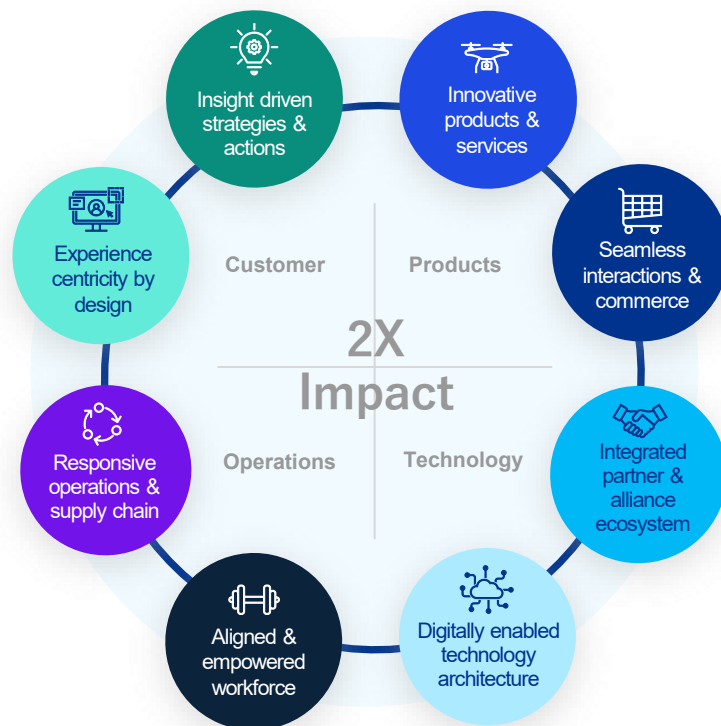 Insight driven
strategies &
actions
Innovative
products &
services
Experience
centricity by
design
Seamless
interactions &
commerce
Customer
Products
2X
Impact
Operations
Technology
Responsive
operations &
supply chain
Integrated
partner &
alliance
ecosystem
Aligned &
empowered
workforce
Digitally enabled
technology
architecture